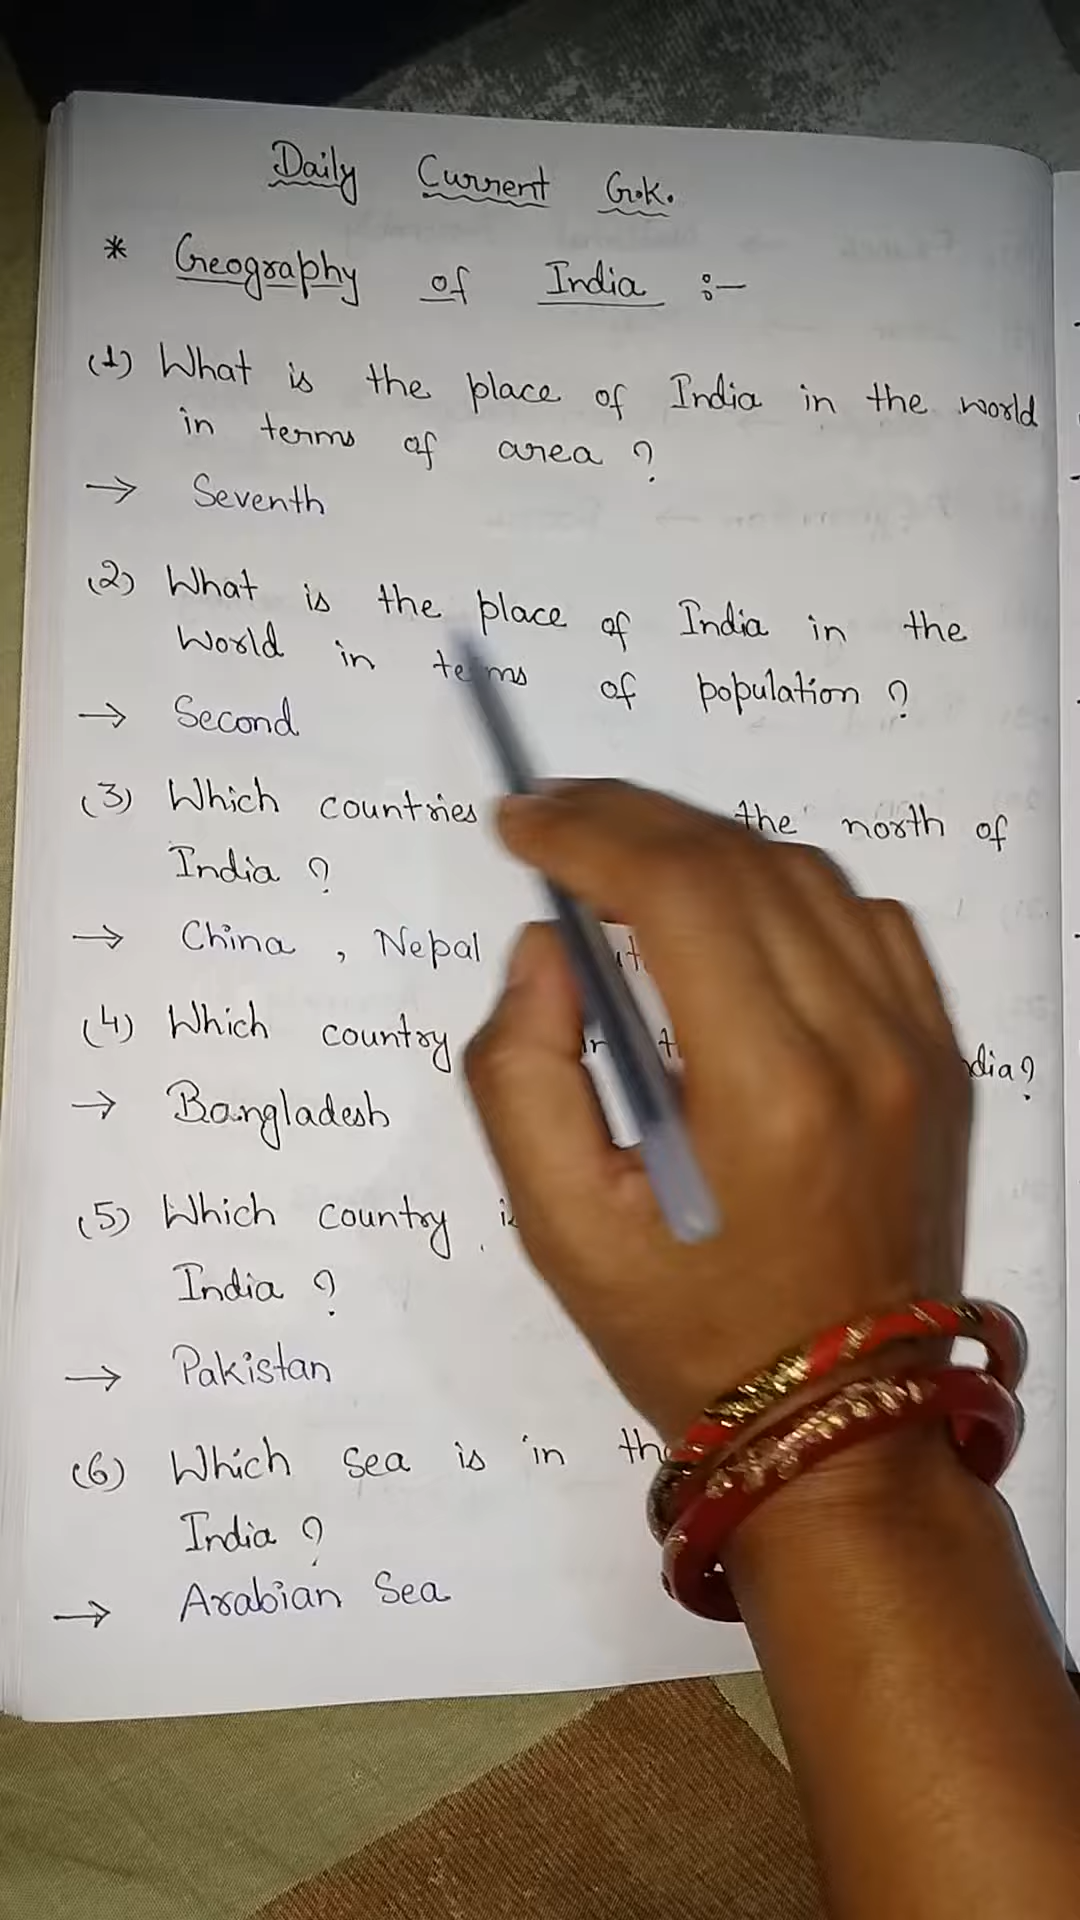 Daily Current G.K.
* Geography of India :-
(1) What is the place of India in the world
in terms of area ?
→ Seventh
(2) What is the place of India in the
World in terms of population ?
→ Second
(3) Which countries the north of
India ?
→ China , Nepal
(4) Which country
→ Bangladesh
(5) Which country
India ?
→ Pakistan
(6) Which sea is in
India ?
→ Arabian Sea